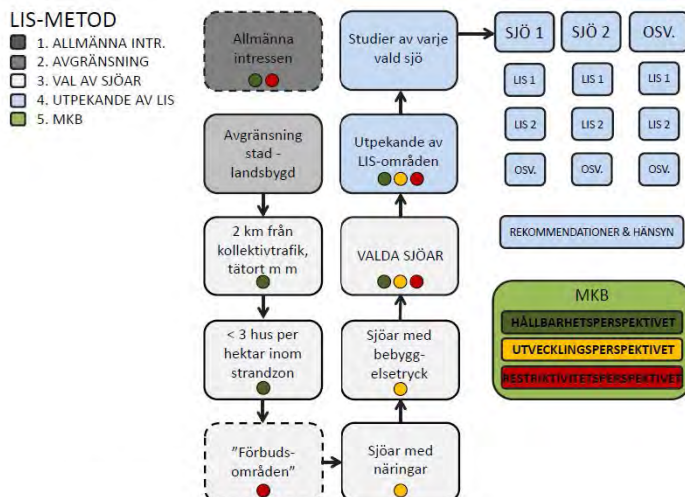 LIS-METOD
1. ALLMÄNNA INTR.
2. AVGRÄNSNING
3. VAL AV SJÖAR
4. UTPEKANDE AV LIS
5. MKB
Allmänna
intressen
Avgränsning
stad -
landsbygd
2 km från
kollektivtrafik,
tätort m m
< 3 hus per
hektar inom
strandzon
"Förbuds-
områden"
Studier av varje
vald sjö
Utpekande av
LIS-områden
VALDA SJÖAR
Sjöar med
bebygg-
elsetryck
Sjöar med
näringar
SJÖ 1
SJÖ 2
OSV.
LIS 1
LIS 1
LIS 1
LIS 2
LIS 2
LIS 2
OSV.
OSV.
OSV.
REKOMMENDATIONER & HÄNSYN
MKB
HÅLLBARHETSPERSPEKTIVET
UTVECKLINGSPERSPEKTIVET
RESTRIKTIVITETSPERSPEKTIVET